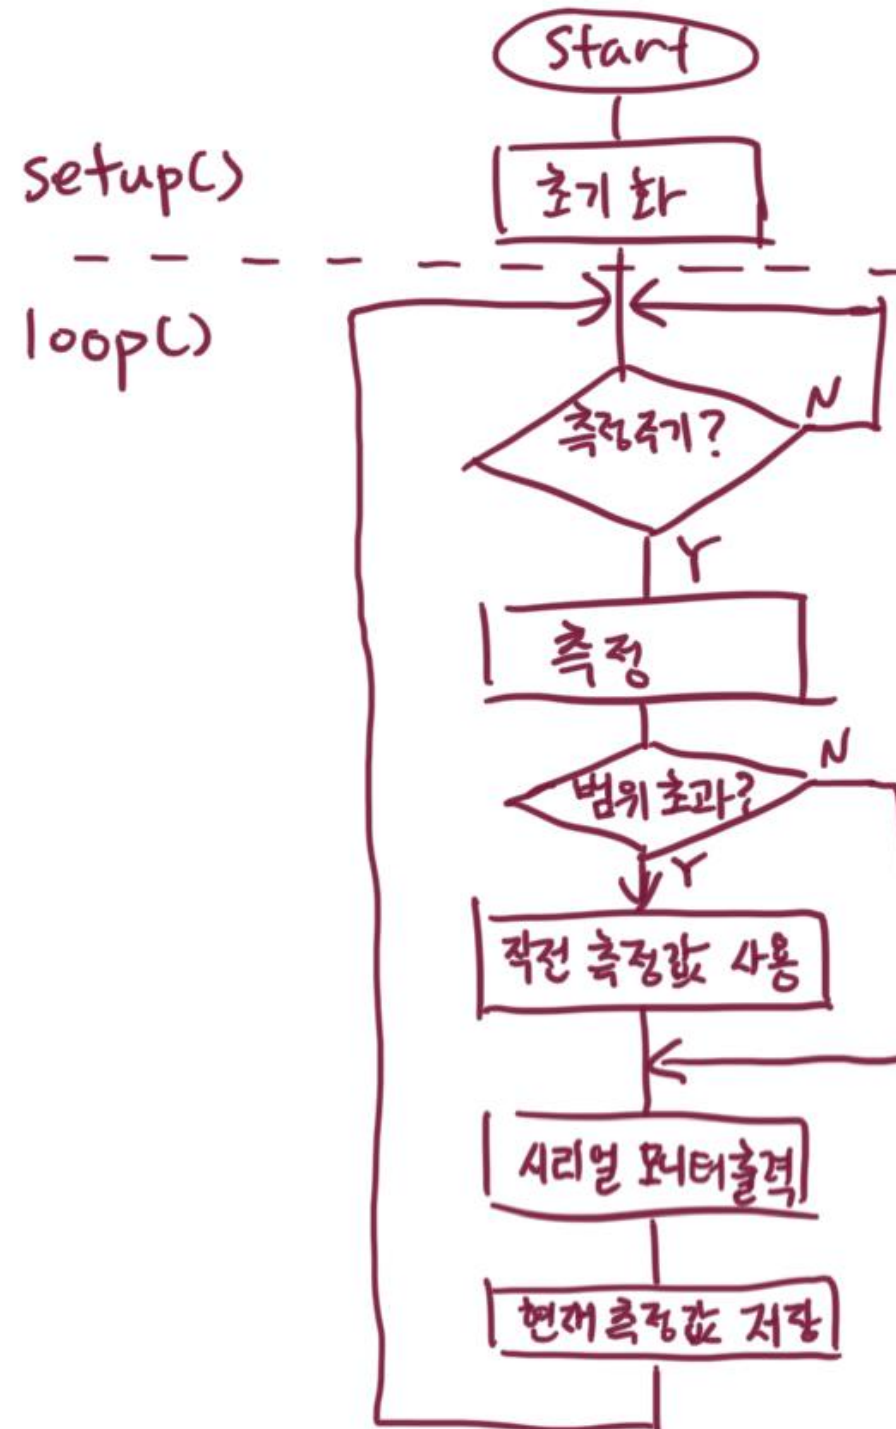 Start
setup()
초기화
loop()
측정주기?
N
Y
측정
범위 초과?
N
Y
직전 측정값 사용
시리얼 모니터출력
현재 측정값 저장